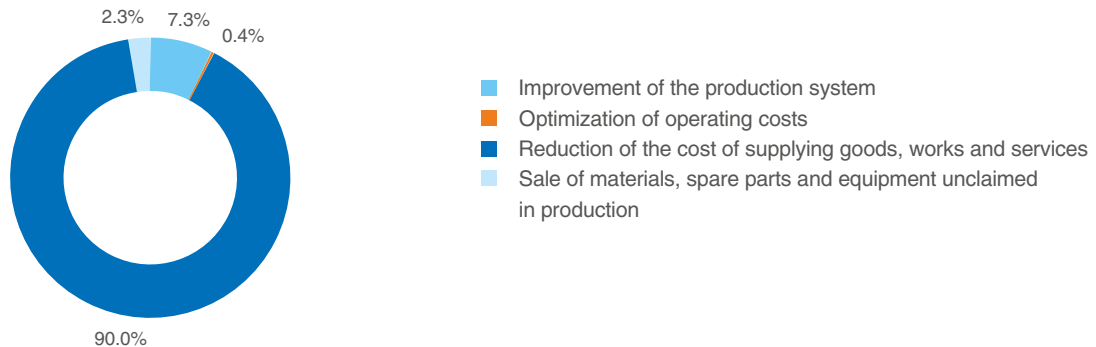 2.3%
7.3%
0.4%
90.0%
Improvement of the production system
Optimization of operating costs
Reduction of the cost of supplying goods, works and services
Sale of materials, spare parts and equipment unclaimed
in production